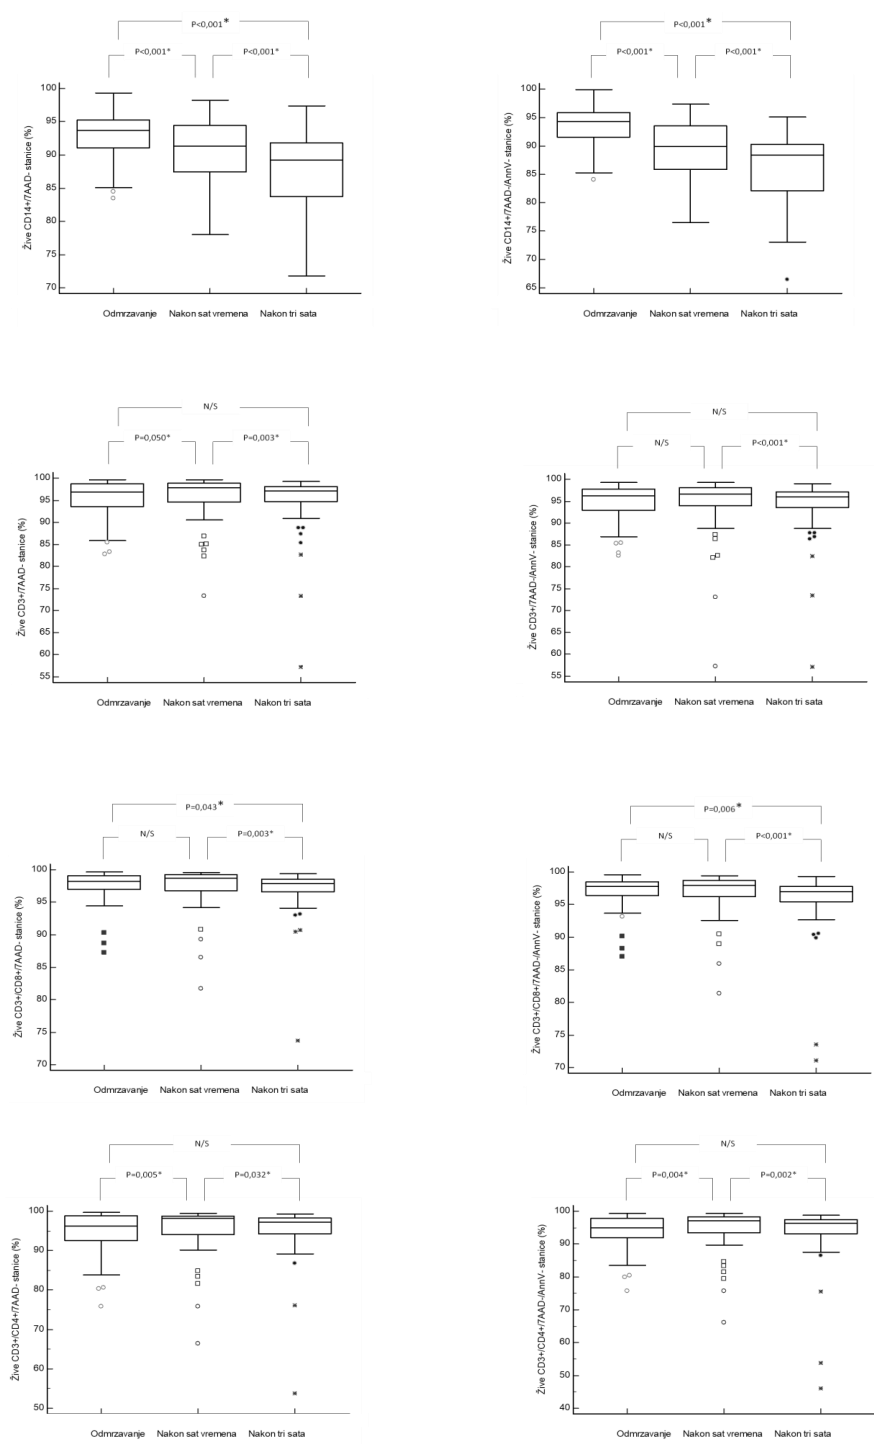 P<0,001*
P<0,001* P<0,001*
Žive CD14+/7AAD- stanice (%)
100
95
90
85
80
75
70
Odmrzavanje Nakon sat vremena Nakon tri sata
P<0,001*
P<0,001* P<0,001*
Žive CD14+/7AAD-/AnnV- stanice (%)
100
95
90
85
80
75
70
65
Odmrzavanje Nakon sat vremena Nakon tri sata
N/S
P=0,050* P=0,003*
Žive CD3+/7AAD- stanice (%)
100
95
90
85
80
75
70
65
60
55
Odmrzavanje Nakon sat vremena Nakon tri sata
N/S
N/S P<0,001*
Žive CD3+/7AAD-/AnnV- stanice (%)
100
95
90
85
80
75
70
65
60
55
Odmrzavanje Nakon sat vremena Nakon tri sata
P=0,043*
N/S P=0,003*
Žive CD3+/CD8+/7AAD- stanice (%)
100
95
90
85
80
75
70
Odmrzavanje Nakon sat vremena Nakon tri sata
P=0,006*
N/S P<0,001*
Žive CD3+/CD8+/7AAD-/AnnV- stanice (%)
100
95
90
85
80
75
70
Odmrzavanje Nakon sat vremena Nakon tri sata
N/S
P=0,005* P=0,032*
Žive CD3+/CD4+/7AAD- stanice (%)
100
90
80
70
60
50
Odmrzavanje Nakon sat vremena Nakon tri sata
N/S
P=0,004* P=0,002*
Žive CD3+/CD4+/7AAD-/AnnV- stanice (%)
100
90
80
70
60
50
40
Odmrzavanje Nakon sat vremena Nakon tri sata